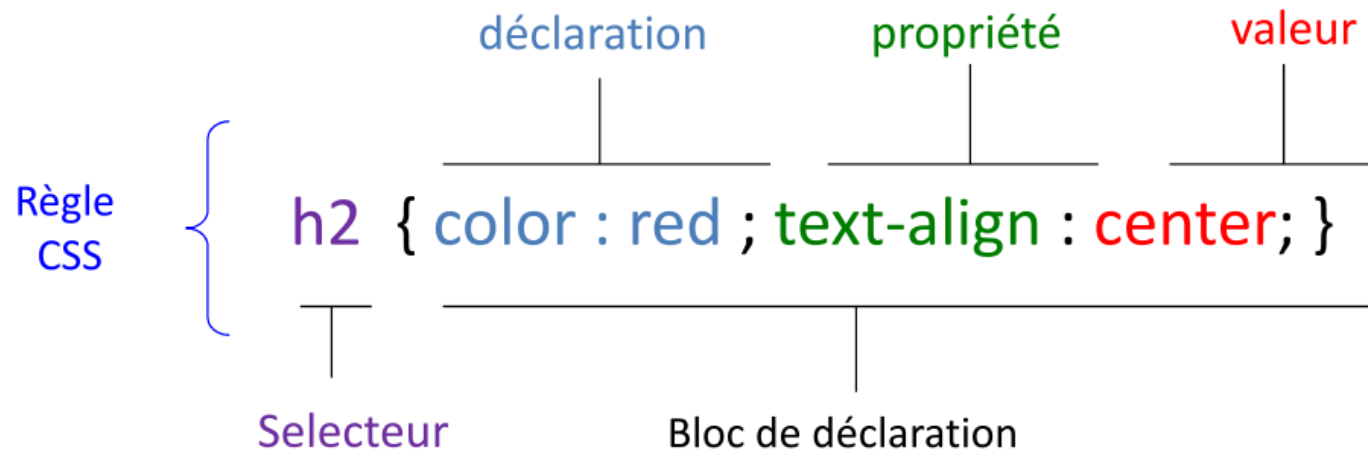 déclaration propriété valeur
Règle
CSS
h2 { color : red ; text-align : center; }
Selecteur Bloc de déclaration